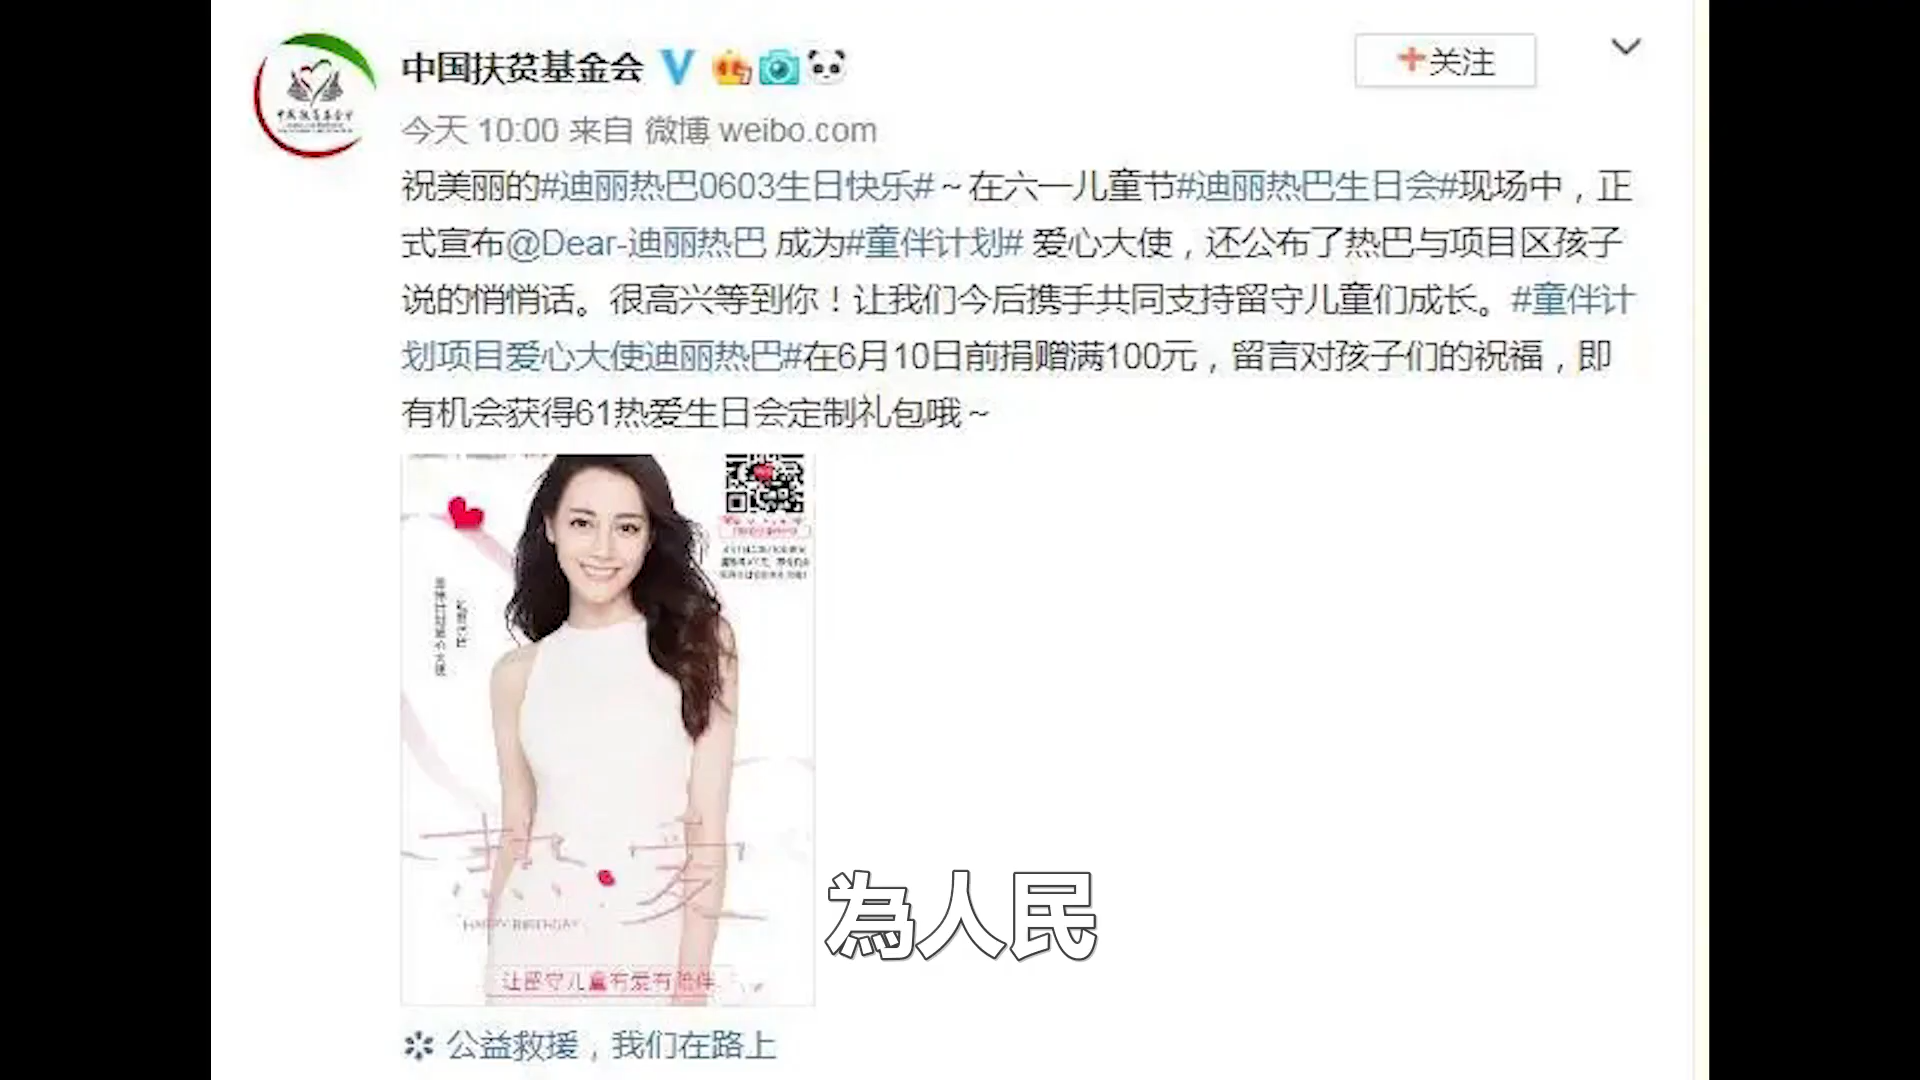 中国扶贫基金会
+关注
今天 10:00 来自 微博 weibo.com
祝美丽的#迪丽热巴0603生日快乐#～在六一儿童节#迪丽热巴生日会#现场中，正
式宣布@Dear-迪丽热巴 成为#童伴计划# 爱心大使，还公布了热巴与项目区孩子
说的悄悄话。很高兴等到你！让我们今后携手共同支持留守儿童们成长。#童伴计
划项目爱心大使迪丽热巴#在6月10日前捐赠满100元，留言对孩子们的祝福，即
有机会获得61热爱生日会定制礼包哦～
热爱
HAPPY BIRTHDAY
让留守儿童有爱有陪伴
為人民
公益救援，我们在路上